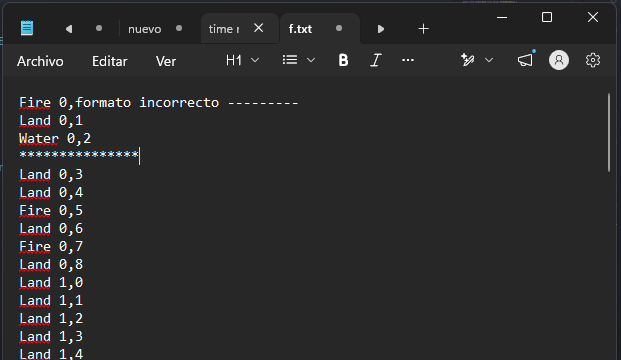 nuevo
time r
f.txt
Archivo Editar Ver H1 B I
Fire 0,formato incorrecto ---------
Land 0,1
Water 0,2
***************
Land 0,3
Land 0,4
Fire 0,5
Land 0,6
Fire 0,7
Land 0,8
Land 1,0
Land 1,1
Land 1,2
Land 1,3
Land 1,4